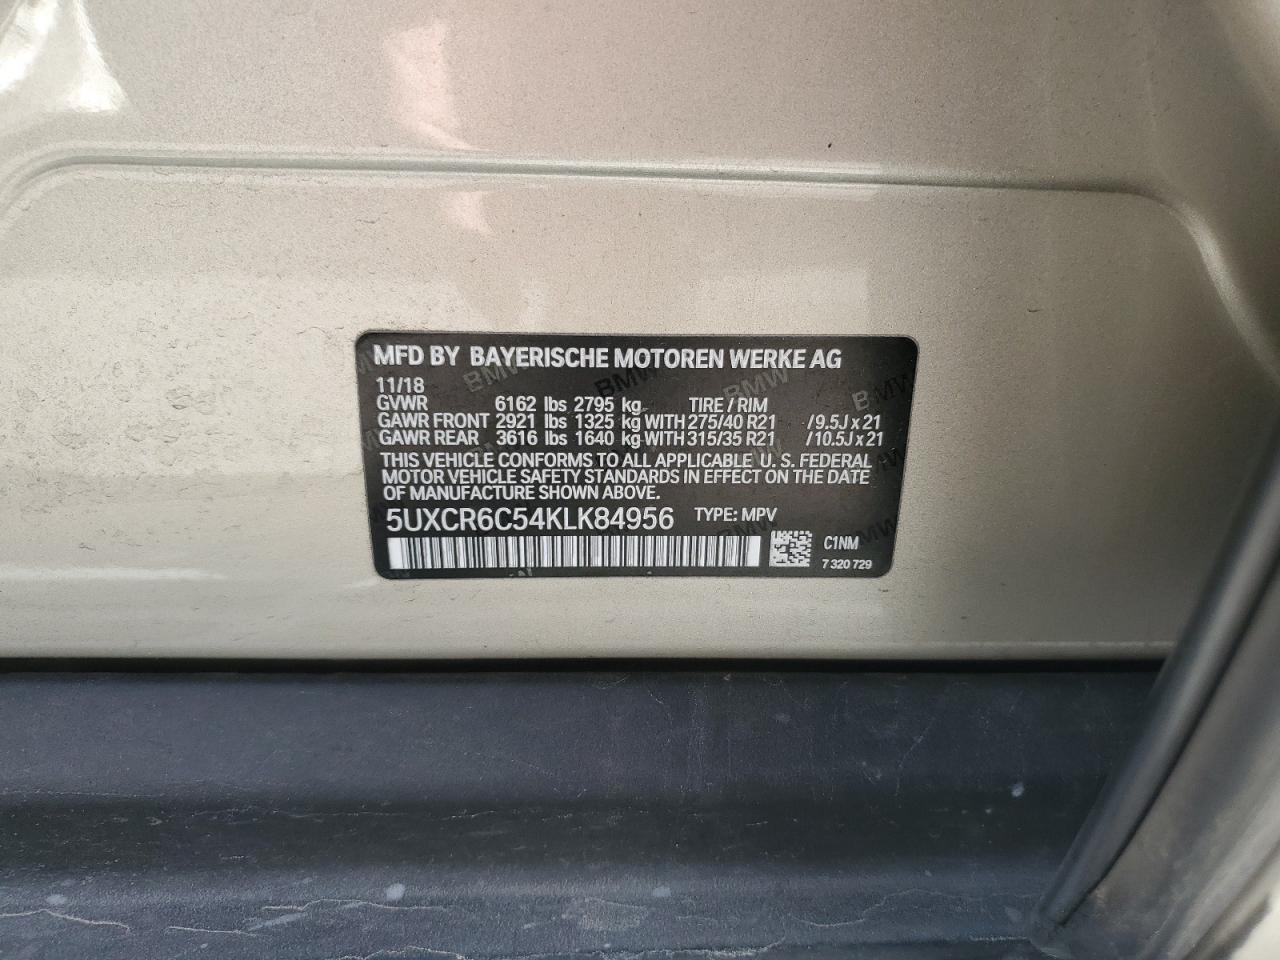 MFD BY BAYERISCHE MOTOREN WERKE AG
11/18
GVWR 6162 lbs 2795 kg TIRE / RIM
GAWR FRONT 2921 lbs 1325 kg WITH 275/40 R21 /9.5J x 21
GAWR REAR 3616 lbs 1640 kg WITH 315/35 R21 /10.5J x 21
THIS VEHICLE CONFORMS TO ALL APPLICABLE U. S. FEDERAL
MOTOR VEHICLE SAFETY STANDARDS IN EFFECT ON THE DATE
OF MANUFACTURE SHOWN ABOVE.
5UXCR6C54KLK84956 TYPE: MPV
C1NM
7 320 729